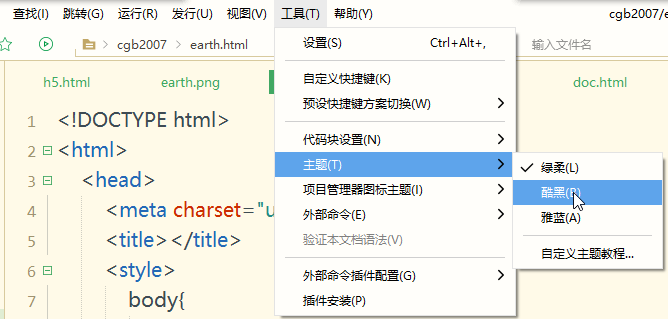 查找(I) 跳转(G) 运行(R) 发行(U) 视图(V) 工具(T) 帮助(Y) cgb2007/e
cgb2007 earth.html 输入文件名
h5.html earth.png doc.html
设置(S) Ctrl+Alt+,
自定义快捷键(K)
预设快捷键方案切换(W)
代码块设置(N)
主题(T)
项目管理器图标主题(I)
外部命令(E)
验证本文档语法(V)
外部命令插件配置(G)
插件安装(P)
绿柔(L)
酷黑(B)
雅蓝(A)
自定义主题教程...
1 <!DOCTYPE html>
2 <html>
3 <head>
4 <meta charset="u
5 <title></title>
6 <style>
7 body{